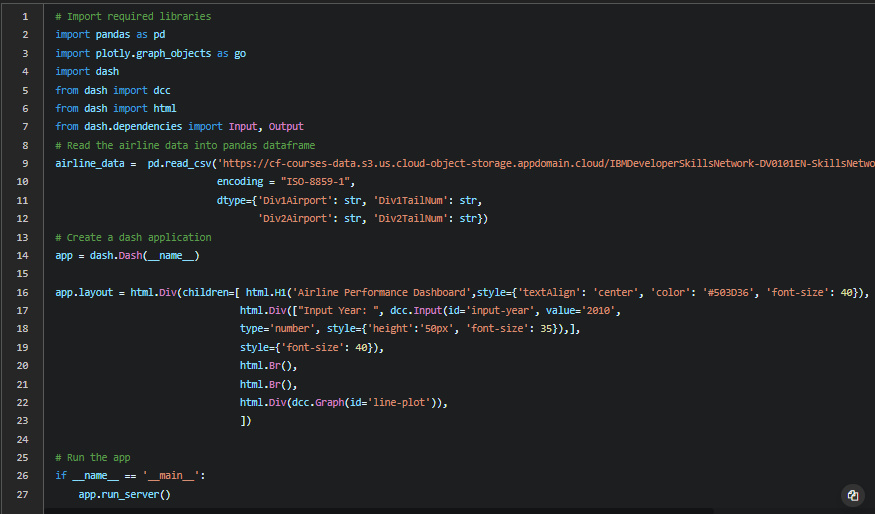 1 # Import required libraries
2 import pandas as pd
3 import plotly.graph_objects as go
4 import dash
5 from dash import dcc
6 from dash import html
7 from dash.dependencies import Input, Output
8 # Read the airline data into pandas dataframe
9 airline_data =  pd.read_csv('https://cf-courses-data.s3.us.cloud-object-storage.appdomain.cloud/IBMDeveloperSkillsNetwork-DV0101EN-SkillsNetwo
10                             encoding = "ISO-8859-1",
11                             dtype={'Div1Airport': str, 'Div1TailNum': str,
12                                    'Div2Airport': str, 'Div2TailNum': str})
13 # Create a dash application
14 app = dash.Dash(__name__)
15
16 app.layout = html.Div(children=[ html.H1('Airline Performance Dashboard',style={'textAlign': 'center', 'color': '#503D36', 'font-size': 40}),
17                                 html.Div(["Input Year: ", dcc.Input(id='input-year', value='2010',
18                                 type='number', style={'height':'50px', 'font-size': 35}),],
19                                 style={'font-size': 40}),
20                                 html.Br(),
21                                 html.Br(),
22                                 html.Div(dcc.Graph(id='line-plot')),
23                                 ])
24
25 # Run the app
26 if __name__ == '__main__':
27     app.run_server()